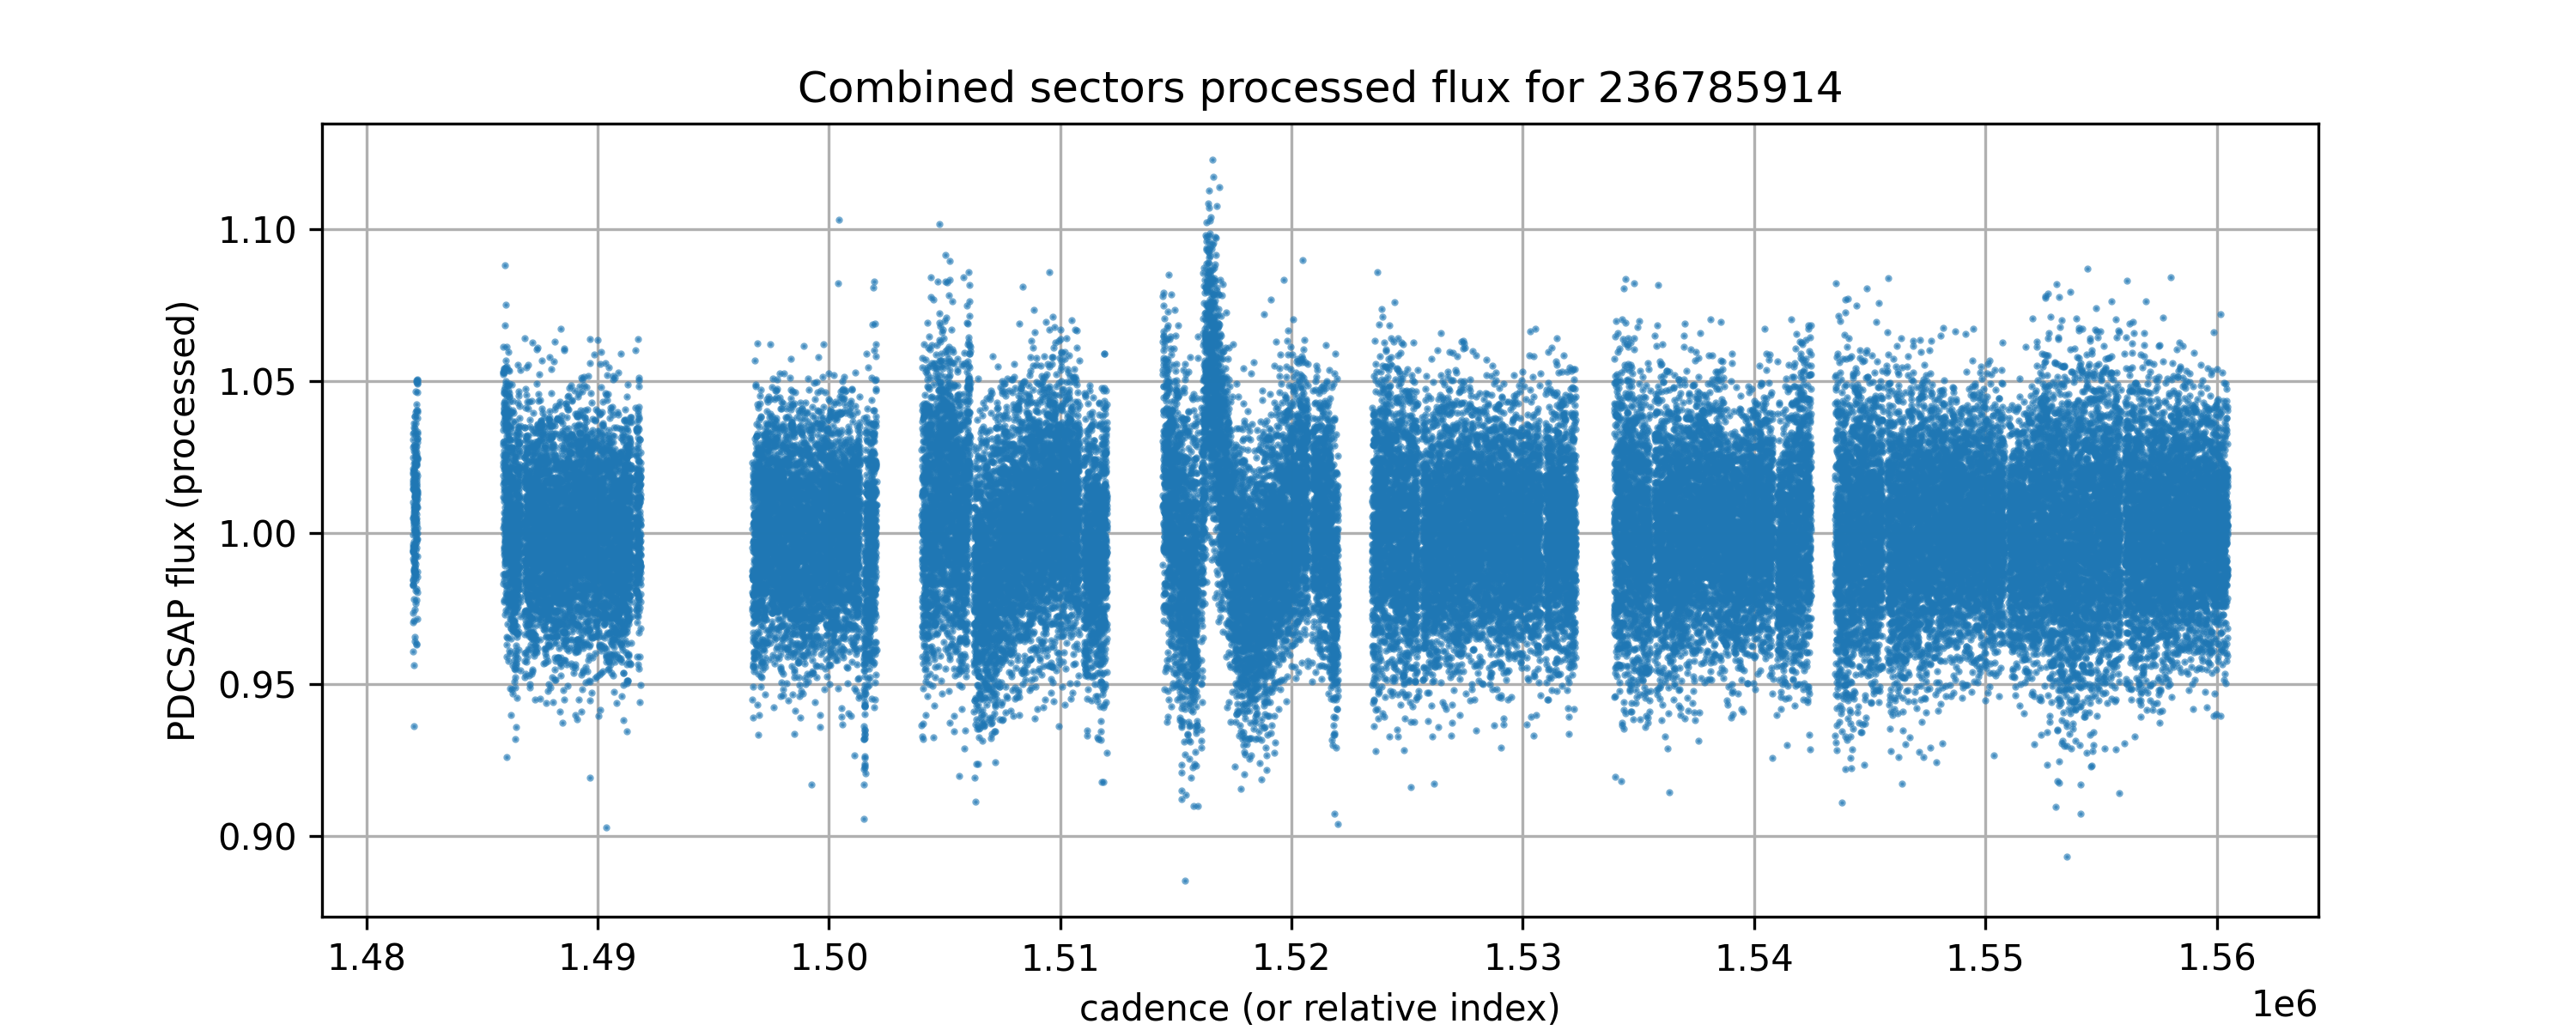 Combined sectors processed flux for 236785914
PDCSAP flux (processed)
1.10
1.05
1.00
0.95
0.90
1.48 1.49 1.50 1.51 1.52 1.53 1.54 1.55 1.56
1e6
cadence (or relative index)